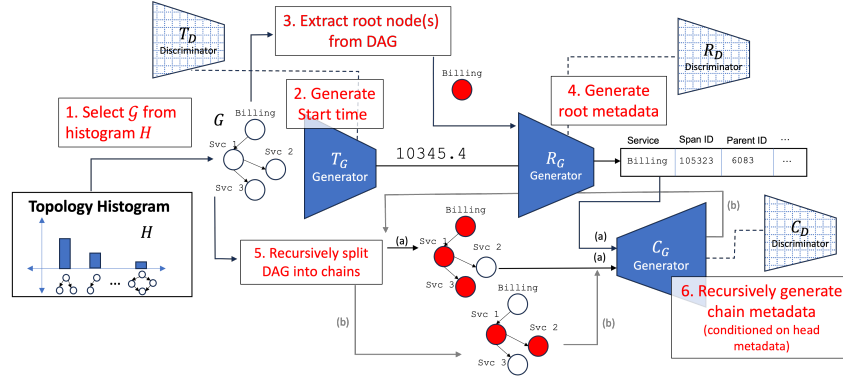 T_D
Discriminator
3. Extract root node(s)
from DAG
R_D
Discriminator
Billing
1. Select 𝒢 from
histogram H
G
Billing
Svc 1
Svc 2
Svc 3
2. Generate
Start time
T_G
Generator
10345.4
4. Generate
root metadata
R_G
Generator
Service Span ID Parent ID ...
Billing 105323 6083 ...
Topology Histogram
H
...
5. Recursively split
DAG into chains
(a)
Billing
Svc 1
Svc 2
Svc 3
(b)
Billing
Svc 1
Svc 2
Svc 3
(b)
(a)
(a)
(b)
C_G
Generator
C_D
Discriminator
6. Recursively generate
chain metadata
(conditioned on head
metadata)